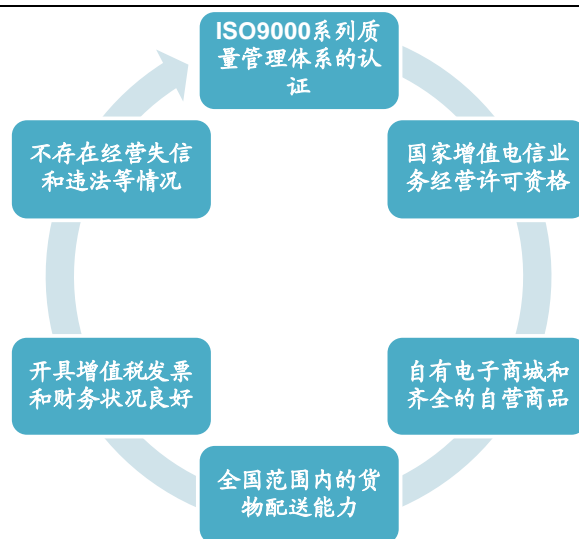 ISO9000系列质
量管理体系的认
证
国家增值电信业
务经营许可资格
自有电子商城和
齐全的自营商品
全国范围内的货
物配送能力
开具增值税发票
和财务状况良好
不存在经营失信
和违法等情况